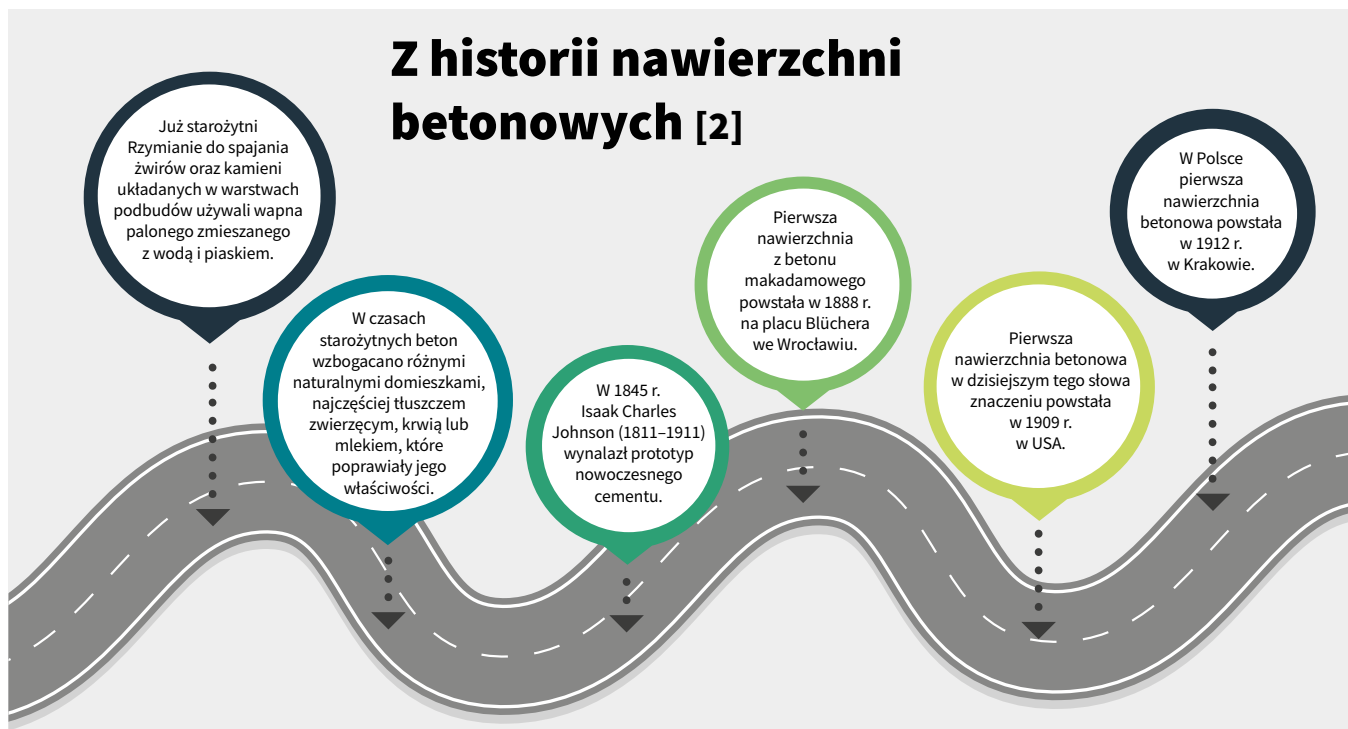 Z historii nawierzchni
betonowych [2]
Już starożytni
Rzymianie do spajania
żwirów oraz kamieni
układanych w warstwach
podbudów używali wapna
palonego zmieszanego
z wodą i piaskiem.
W czasach
starożytnych beton
wzbogacano różnymi
naturalnymi domieszkami,
najczęściej tłuszczem
zwierzęcym, krwią lub
mlekiem, które
poprawiały jego
właściwości.
W 1845 r.
Isaak Charles
Johnson (1811–1911)
wynalazł prototyp
nowoczesnego
cementu.
Pierwsza
nawierzchnia
z betonu
makadamowego
powstała w 1888 r.
na placu Blüchera
we Wrocławiu.
Pierwsza
nawierzchnia betonowa
w dzisiejszym tego słowa
znaczeniu powstała
w 1909 r.
w USA.
W Polsce
pierwsza
nawierzchnia
betonowa powstała
w 1912 r.
w Krakowie.